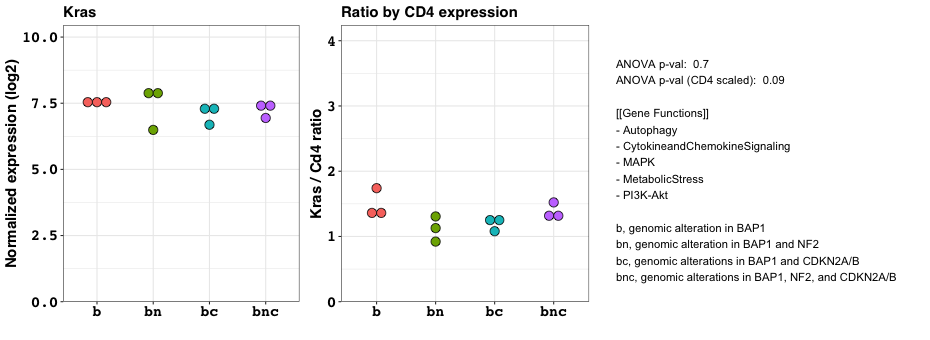 Kras
Normalized expression (log2)
10.0
7.5
5.0
2.5
0.0
b bn bc bnc
Ratio by CD4 expression
Kras / Cd4 ratio
4
3
2
1
0
b bn bc bnc
ANOVA p-val: 0.7
ANOVA p-val (CD4 scaled): 0.09
[[Gene Functions]]
- Autophagy
- CytokineandChemokineSignaling
- MAPK
- MetabolicStress
- PI3K-Akt
b, genomic alteration in BAP1
bn, genomic alteration in BAP1 and NF2
bc, genomic alterations in BAP1 and CDKN2A/B
bnc, genomic alterations in BAP1, NF2, and CDKN2A/B